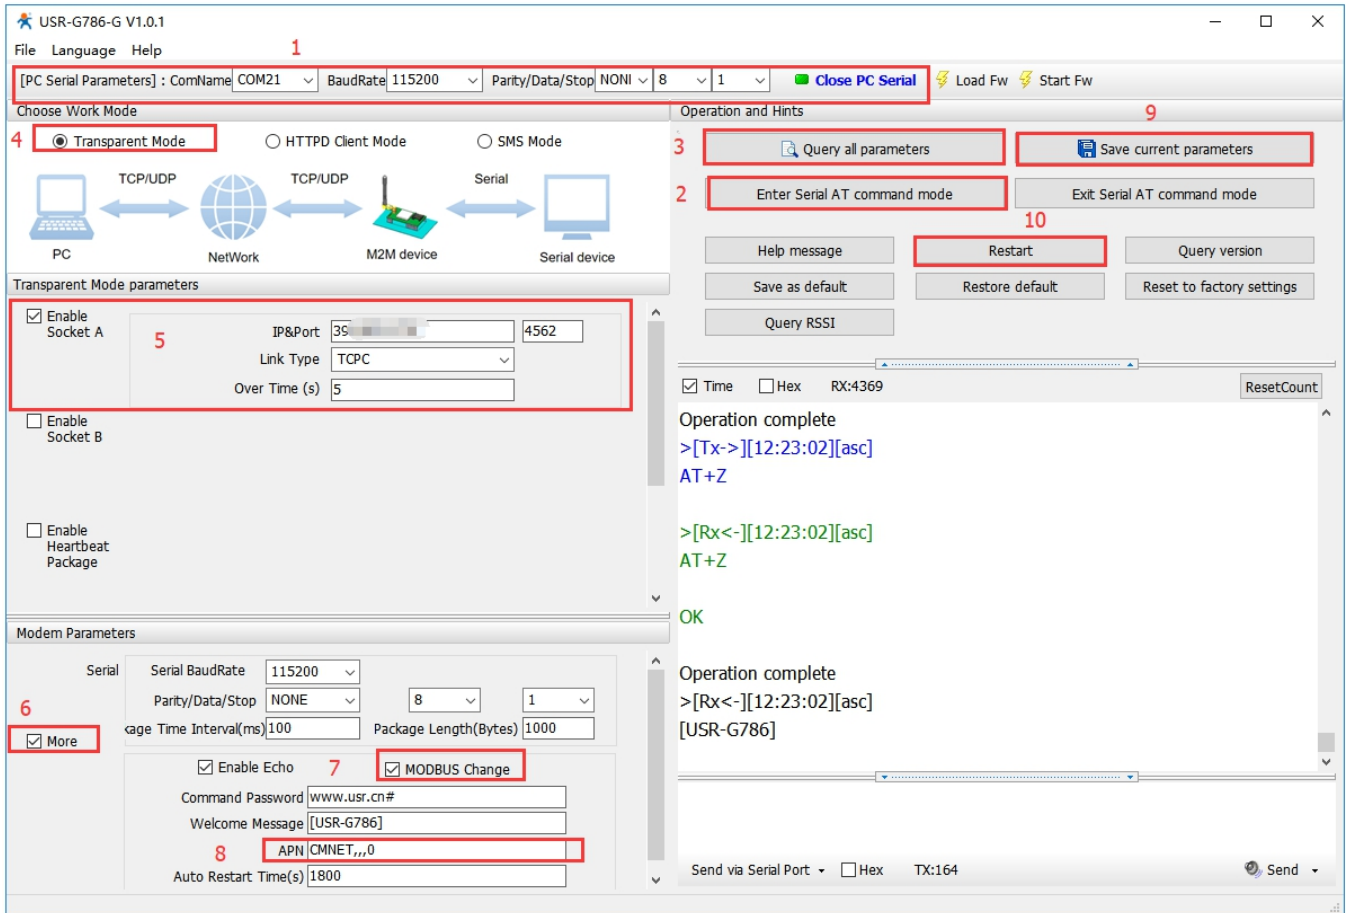 USR-G786-G V1.0.1
File Language Help
1
[PC Serial Parameters] : ComName COM21 BaudRate 115200 Parity/Data/Stop NONI 8 1 Close PC Serial Load Fw Start Fw
Choose Work Mode
4 Transparent Mode HTTPD Client Mode SMS Mode
TCP/UDP TCP/UDP Serial
PC NetWork M2M device Serial device
Transparent Mode parameters
Enable Socket A
5
IP&Port 39 4562
Link Type TCPC
Over Time (s) 5
Enable Socket B
Enable Heartbeat Package
Modem Parameters
Serial Serial BaudRate 115200
Parity/Data/Stop NONE 8 1
kage Time Interval(ms) 100 Package Length(Bytes) 1000
6
More
Enable Echo 7 MODBUS Change
Command Password www.usr.cn#
Welcome Message [USR-G786]
8 APN CMNET,,,0
Auto Restart Time(s) 1800
Operation and Hints
9
3 Query all parameters Save current parameters
2 Enter Serial AT command mode Exit Serial AT command mode
10
Help message Restart Query version
Save as default Restore default Reset to factory settings
Query RSSI
Time Hex RX:4369 ResetCount
Operation complete
>[Tx->][12:23:02][asc]
AT+Z
>[Rx<-][12:23:02][asc]
AT+Z
OK
Operation complete
>[Rx<-][12:23:02][asc]
[USR-G786]
Send via Serial Port Hex TX:164 Send